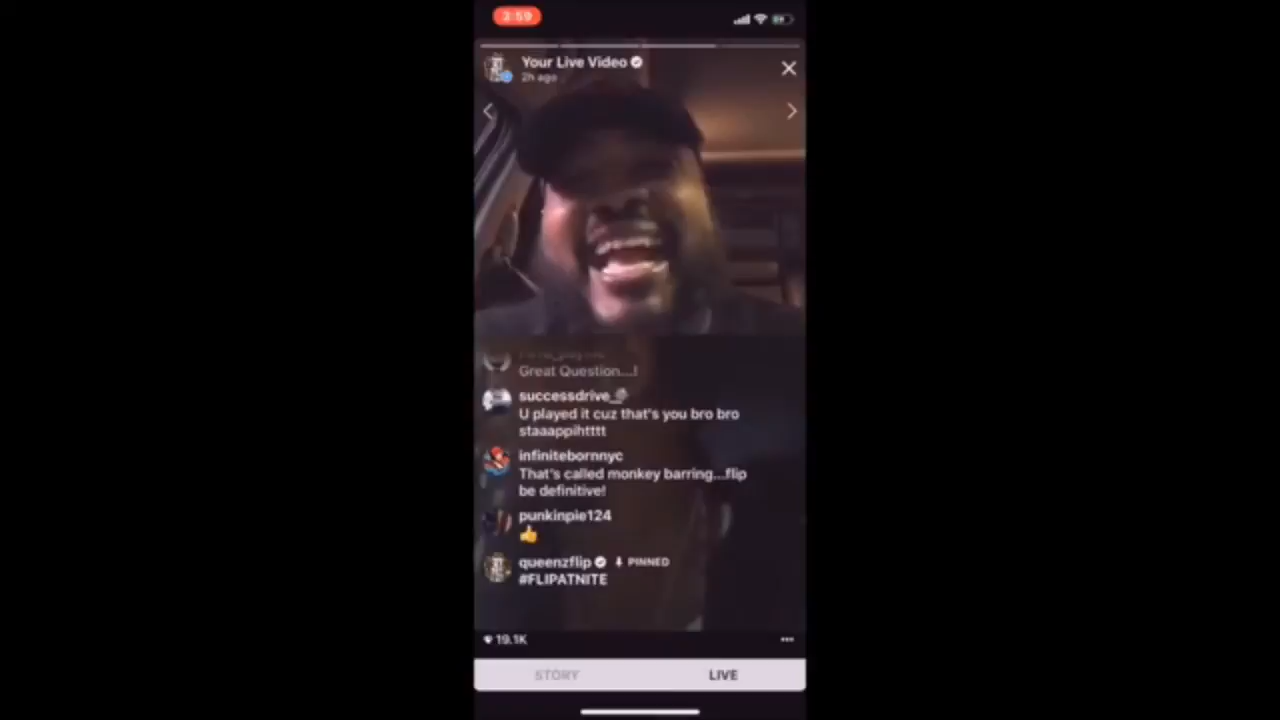 3:59
Your Live Video
2h ago
Great Question...!
successdrive_
U played it cuz that's you bro bro
staaappihtttt
infinitebornnyc
That's called monkey barring...flip
be definitive!
punkinpie124
queenzflip PINNED
#FLIPATNITE
19.1K
STORY LIVE